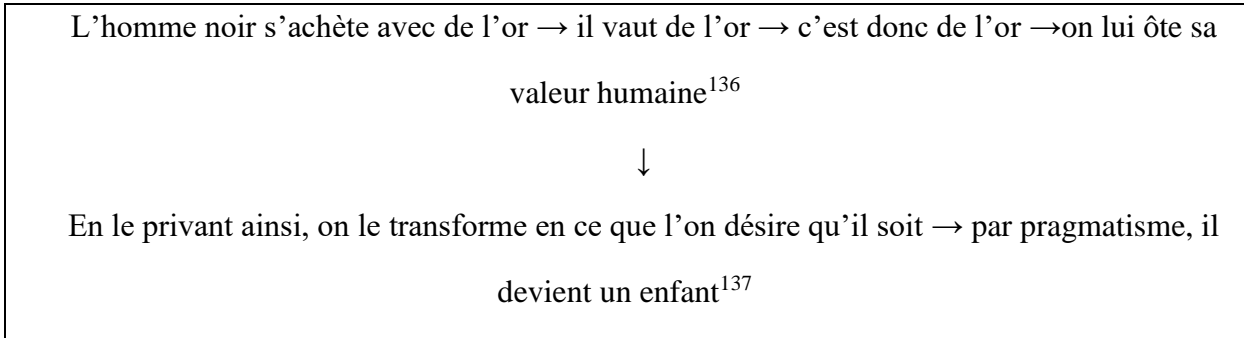 L’homme noir s’achète avec de l’or → il vaut de l’or → c’est donc de l’or →on lui ôte sa
valeur humaine¹³⁶
↓
En le privant ainsi, on le transforme en ce que l’on désire qu’il soit → par pragmatisme, il
devient un enfant¹³⁷